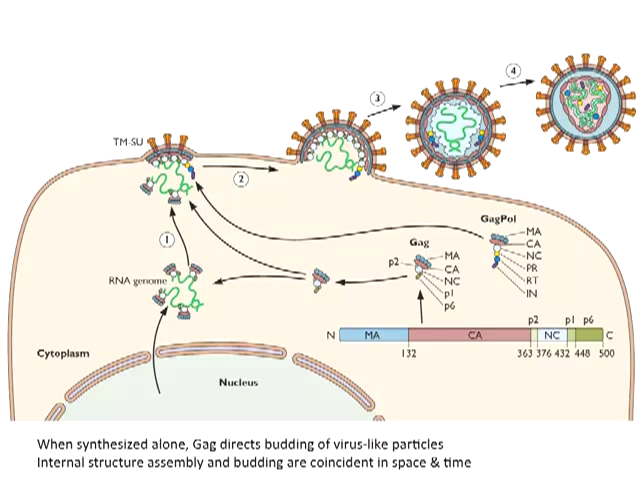 3
4
TM-SU
2
GagPol
MA
CA
NC
PR
RT
IN
1
Gag
p2
MA
CA
NC
p1
p6
RNA genome
p2 p1 p6
N MA CA NC C
132 363 376 432 448 500
Cytoplasm
Nucleus
When synthesized alone, Gag directs budding of virus-like particles
Internal structure assembly and budding are coincident in space & time